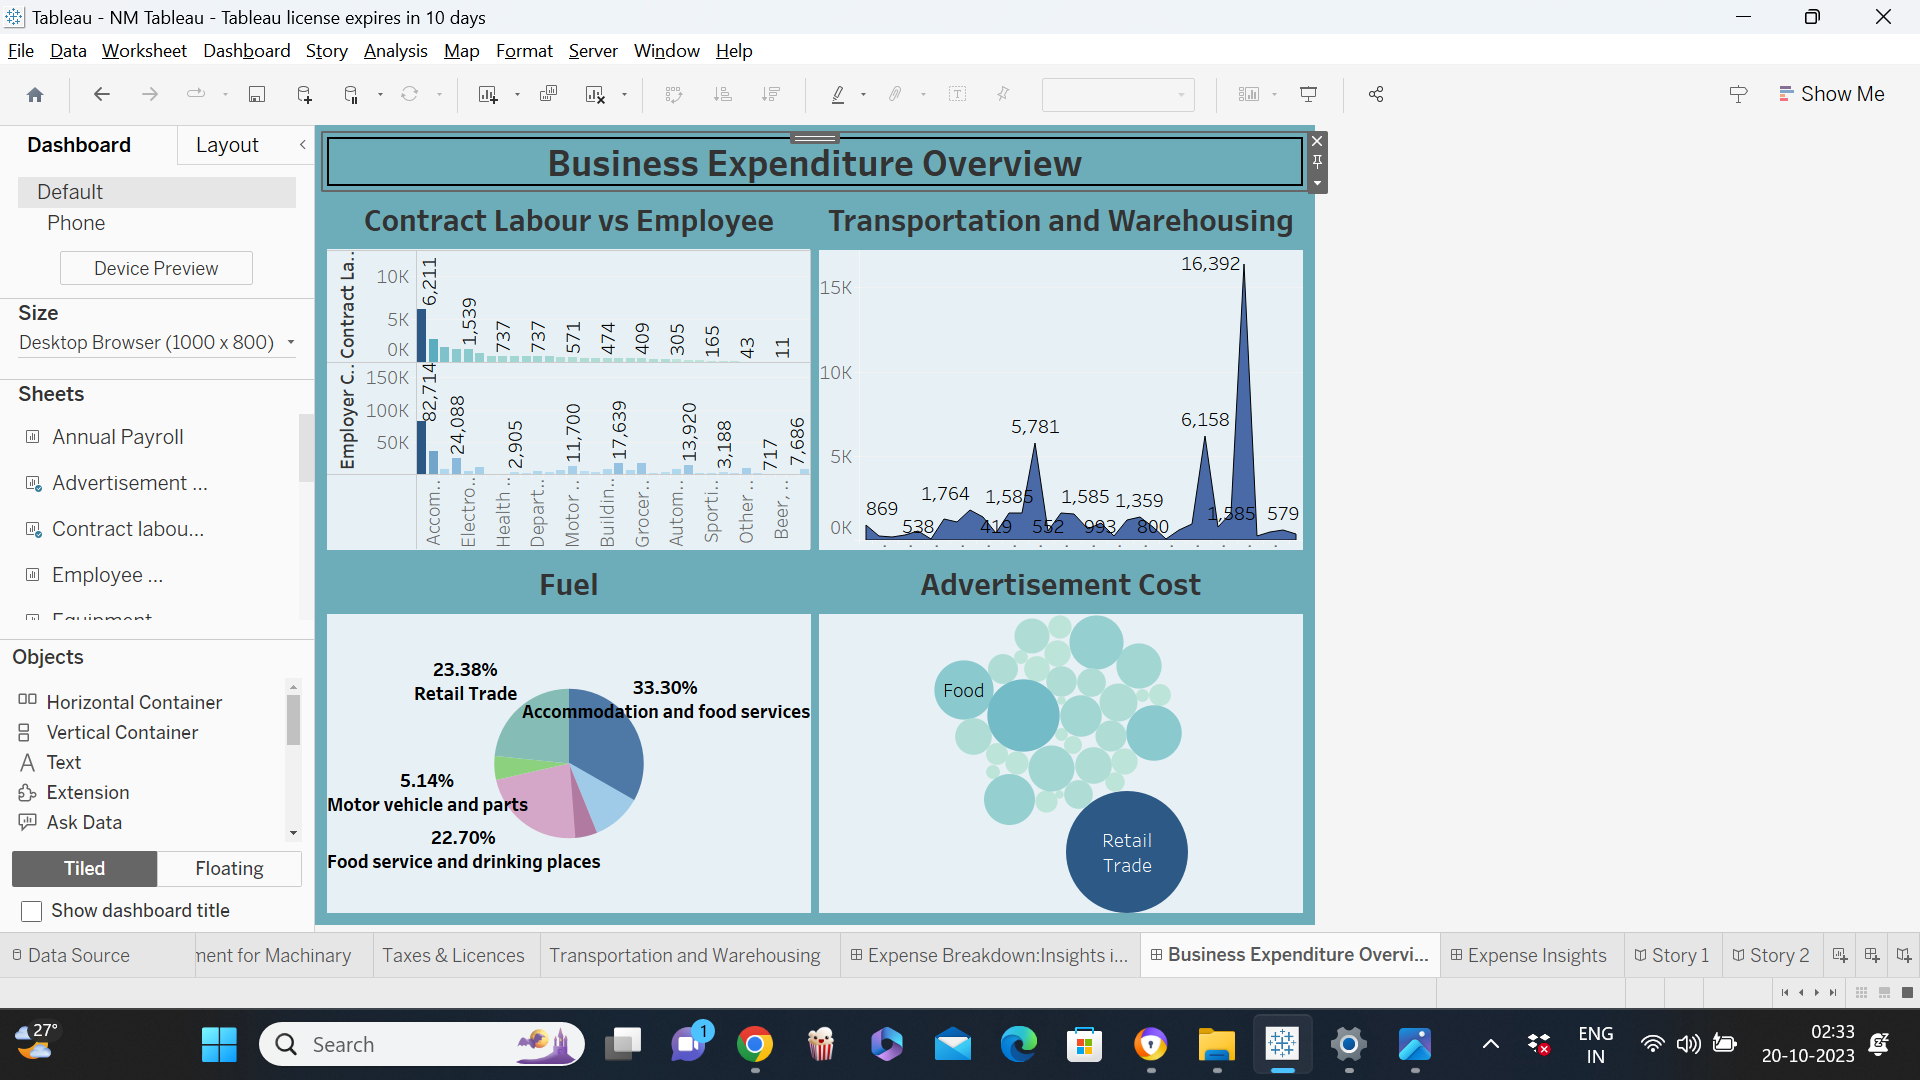 Tableau - NM Tableau - Tableau license expires in 10 days
File Data Worksheet Dashboard Story Analysis Map Format Server Window Help
Show Me
Dashboard Layout
Default
Phone
Device Preview
Size
Desktop Browser (1000 x 800)
Sheets
Annual Payroll
Advertisement ...
Contract labou...
Employee ...
Equipment
Objects
Horizontal Container
Vertical Container
Text
Extension
Ask Data
Tiled Floating
Show dashboard title
Business Expenditure Overview
Contract Labour vs Employee
Contract La..
10K
5K
0K
6,211 1,539 737 737 571 474 409 305 165 43 11
Employer C..
150K
100K
50K
82,714 24,088 2,905 11,700 17,639 13,920 3,188 717 7,686
Accom.. Electro.. Health .. Depart.. Motor .. Buildin.. Grocer.. Autom.. Sporti.. Other .. Beer, ..
Transportation and Warehousing
15K
10K
5K
0K
16,392
5,781 6,158
1,764 1,585 1,585 1,359
869 538 419 552 993 800 1,585 579
Fuel
23.38%
Retail Trade
33.30%
Accommodation and food services
5.14%
Motor vehicle and parts
22.70%
Food service and drinking places
Advertisement Cost
Food
Retail
Trade
Data Source ment for Machinary Taxes & Licences Transportation and Warehousing Expense Breakdown:Insights i... Business Expenditure Overvi... Expense Insights Story 1 Story 2
27°
Search
1
ENG
IN
02:33
20-10-2023